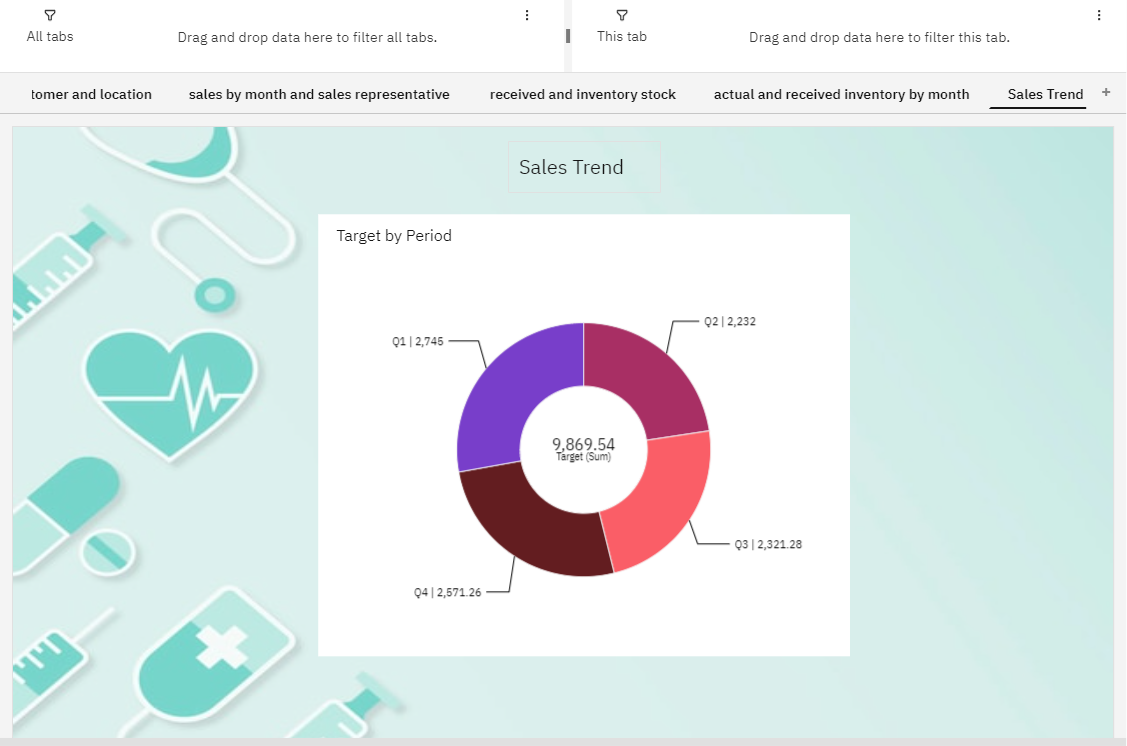 All tabs
Drag and drop data here to filter all tabs.
This tab
Drag and drop data here to filter this tab.
tomer and location
sales by month and sales representative
received and inventory stock
actual and received inventory by month
Sales Trend
Sales Trend
Target by Period
Q2 | 2,232
Q1 | 2,745
9,869.54
Target (Sum)
Q3 | 2,321.28
Q4 | 2,571.26